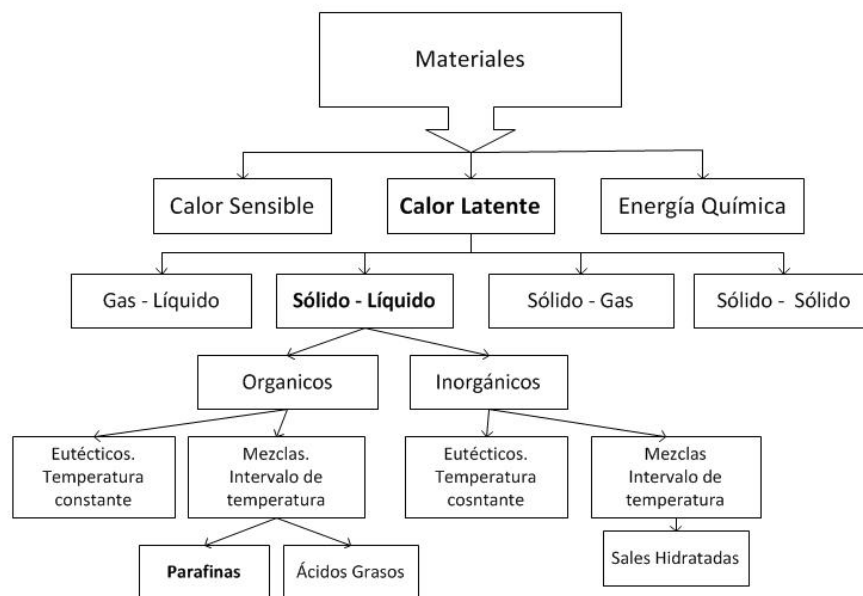 Materiales
Calor Sensible
Calor Latente
Energía Química
Gas - Líquido
Sólido - Líquido
Sólido - Gas
Sólido -  Sólido
Organicos
Inorgánicos
Eutécticos.
Temperatura
constante
Mezclas.
Intervalo de
temperatura
Eutécticos.
Temperatura
cosntante
Mezclas
Intervalo de
temperatura
Parafinas
Ácidos Grasos
Sales Hidratadas